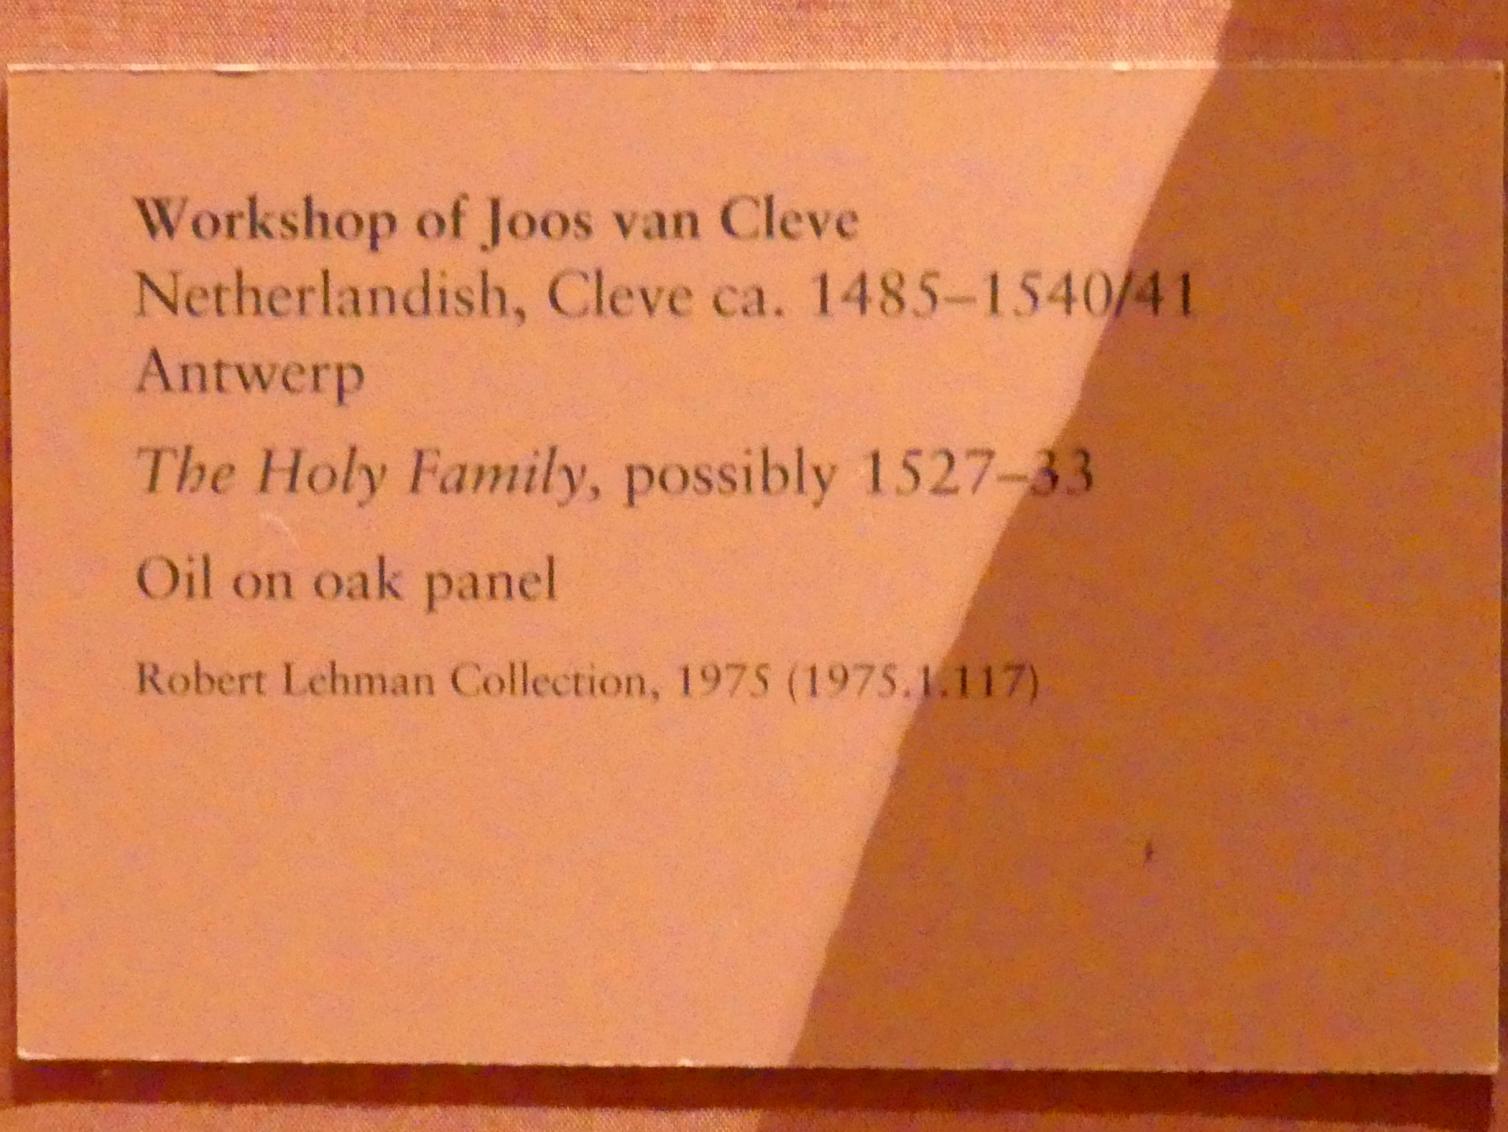 Workshop of Joos van Cleve
Netherlandish, Cleve ca. 1485–1540/41
Antwerp
The Holy Family, possibly 1527–33
Oil on oak panel
Robert Lehman Collection, 1975 (1975.1.117)